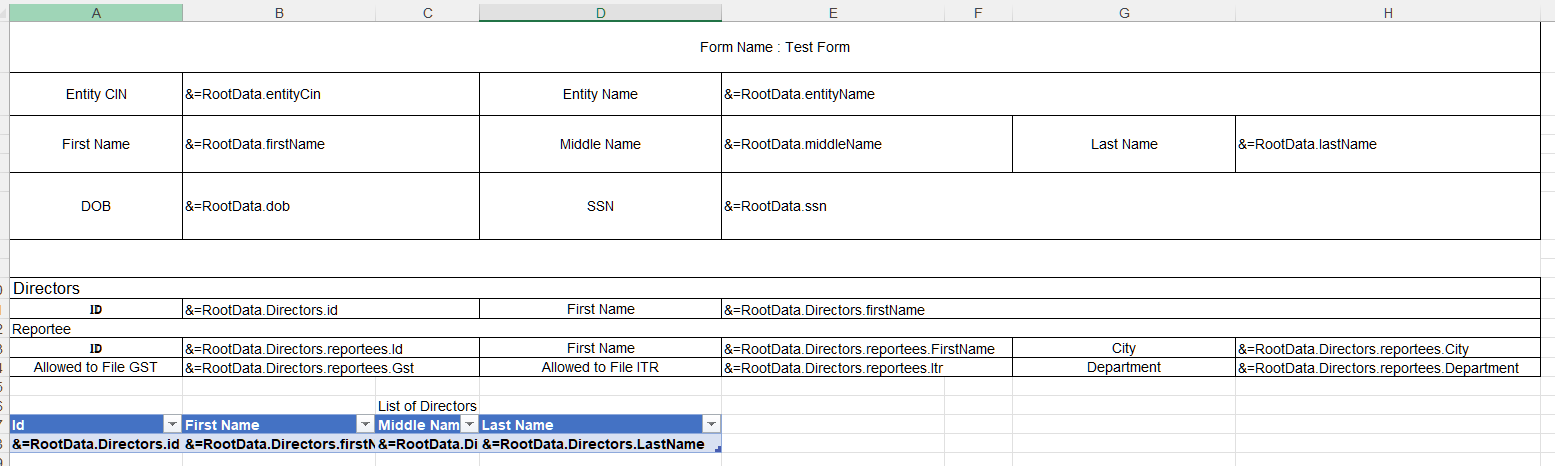 A B C D E F G H
Form Name : Test Form
Entity CIN &=RootData.entityCin Entity Name &=RootData.entityName
First Name &=RootData.firstName Middle Name &=RootData.middleName Last Name &=RootData.lastName
DOB &=RootData.dob SSN &=RootData.ssn
Directors
ID &=RootData.Directors.id First Name &=RootData.Directors.firstName
Reportee
ID &=RootData.Directors.reportees.Id First Name &=RootData.Directors.reportees.FirstName City &=RootData.Directors.reportees.City
Allowed to File GST &=RootData.Directors.reportees.Gst Allowed to File ITR &=RootData.Directors.reportees.Itr Department &=RootData.Directors.reportees.Department
List of Directors
Id First Name Middle Nam Last Name
&=RootData.Directors.id &=RootData.Directors.firstN &=RootData.Di &=RootData.Directors.LastName